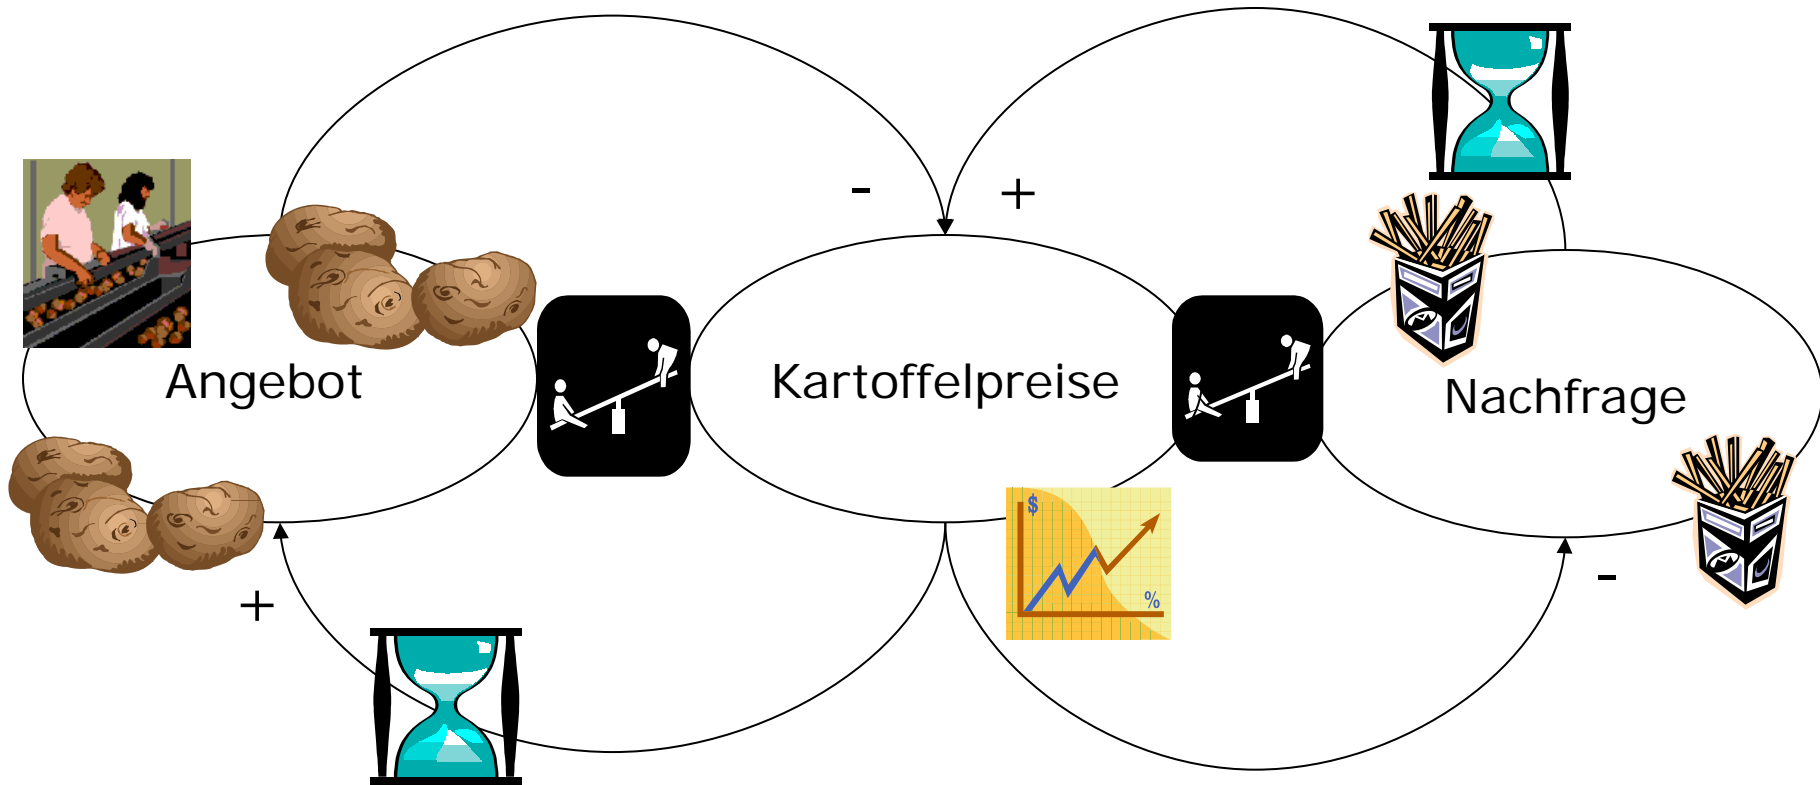 -
+
Angebot
Kartoffelpreise
Nachfrage
$
%
+
-